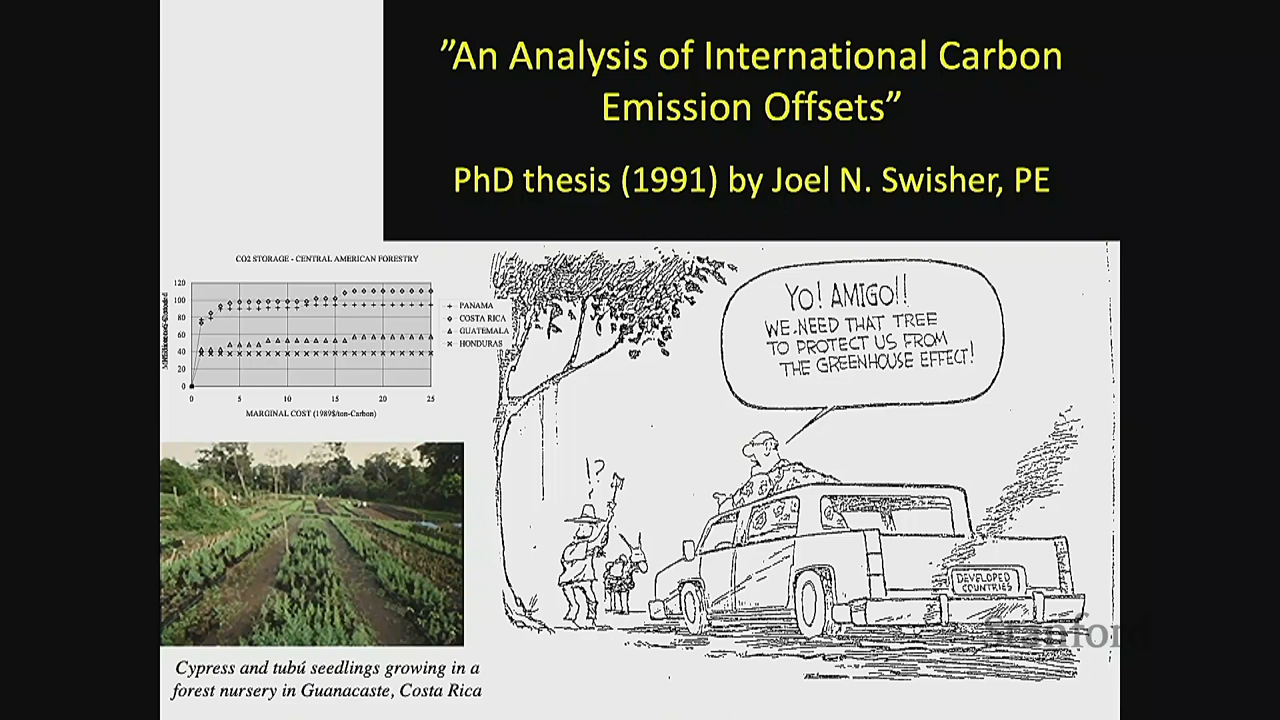 ”An Analysis of International Carbon
Emission Offsets”
PhD thesis (1991) by Joel N. Swisher, PE
CO2 STORAGE - CENTRAL AMERICAN FORESTRY
120
100
80
60
40
20
0
0 5 10 15 20 25
MARGINAL COST (1989$/ton-Carbon)
PANAMA
COSTA RICA
GUATEMALA
HONDURAS
YO! AMIGO!!
WE NEED THAT TREE
TO PROTECT US FROM
THE GREENHOUSE EFFECT!
!?
DEVELOPED
COUNTRIES
Stanford
Cypress and tubú seedlings growing in a
forest nursery in Guanacaste, Costa Rica